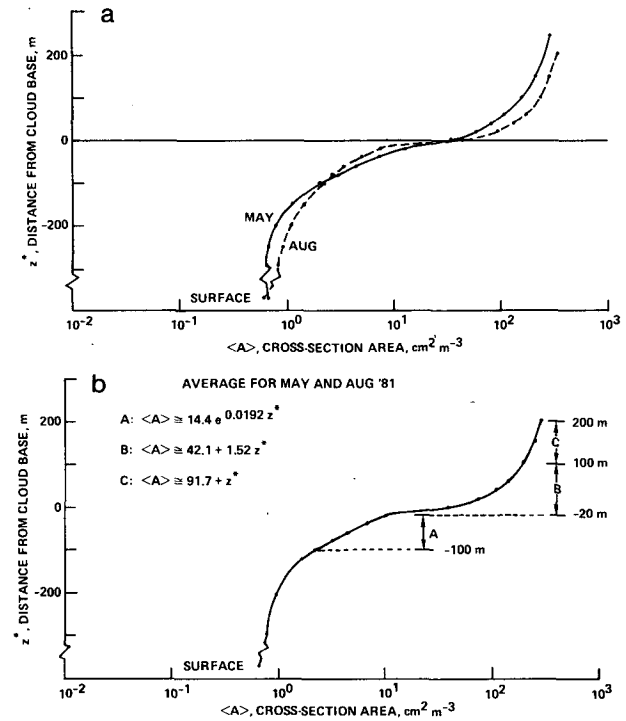 a
200
0
-200
z*, DISTANCE FROM CLOUD BASE, m
MAY
AUG
SURFACE
10-2 10-1 100 101 102 103
<A>, CROSS-SECTION AREA, cm2 m-3
b
AVERAGE FOR MAY AND AUG '81
A: <A> ≅ 14.4 e 0.0192 z*
B: <A> ≅ 42.1 + 1.52 z*
C: <A> ≅ 91.7 + z*
200
0
-200
z*, DISTANCE FROM CLOUD BASE, m
200 m
C
100 m
B
-20 m
A
-100 m
SURFACE
10-2 10-1 100 101 102 103
<A>, CROSS-SECTION AREA, cm2 m-3